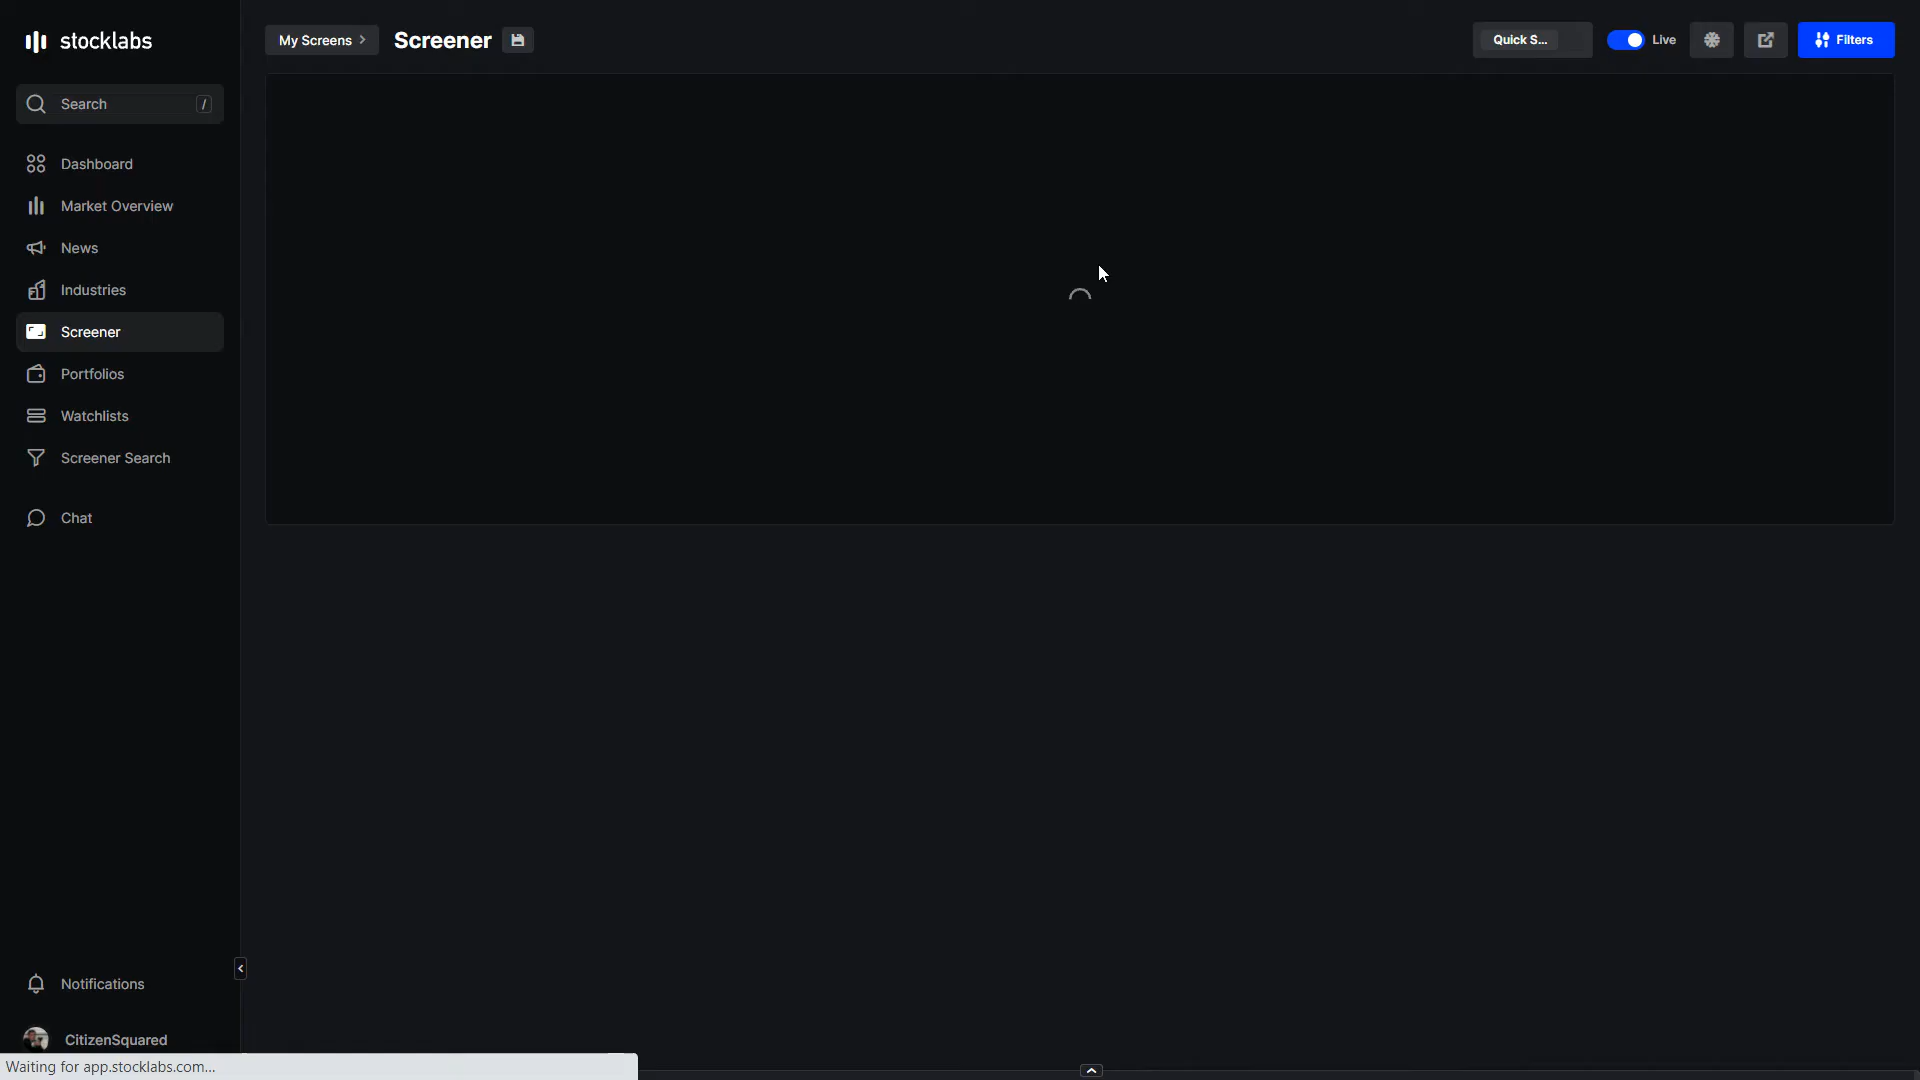 stocklabs
My Screens > Screener
Quick S...
Live
Filters
Search /
Dashboard
Market Overview
News
Industries
Screener
Portfolios
Watchlists
Screener Search
Chat
Notifications
CitizenSquared
Waiting for app.stocklabs.com...